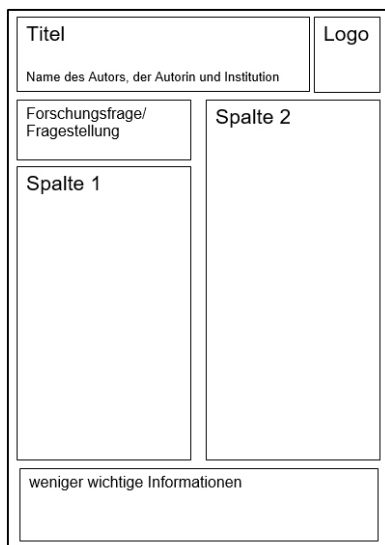 Titel
Name des Autors, der Autorin und Institution
Logo
Forschungsfrage/
Fragestellung
Spalte 1
Spalte 2
weniger wichtige Informationen